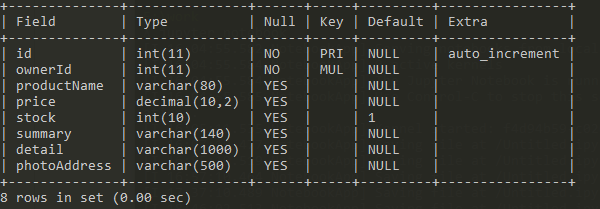 +--------------+---------------+------+-----+---------+----------------+
| Field        | Type          | Null | Key | Default | Extra          |
+--------------+---------------+------+-----+---------+----------------+
| id           | int(11)       | NO   | PRI | NULL    | auto_increment |
| ownerId      | int(11)       | NO   | MUL | NULL    |                |
| productName  | varchar(80)   | YES  |     | NULL    |                |
| price        | decimal(10,2) | YES  |     | NULL    |                |
| stock        | int(10)       | YES  |     | 1       |                |
| summary      | varchar(140)  | YES  |     | NULL    |                |
| detail       | varchar(1000) | YES  |     | NULL    |                |
| photoAddress | varchar(500)  | YES  |     | NULL    |                |
+--------------+---------------+------+-----+---------+----------------+
8 rows in set (0.00 sec)